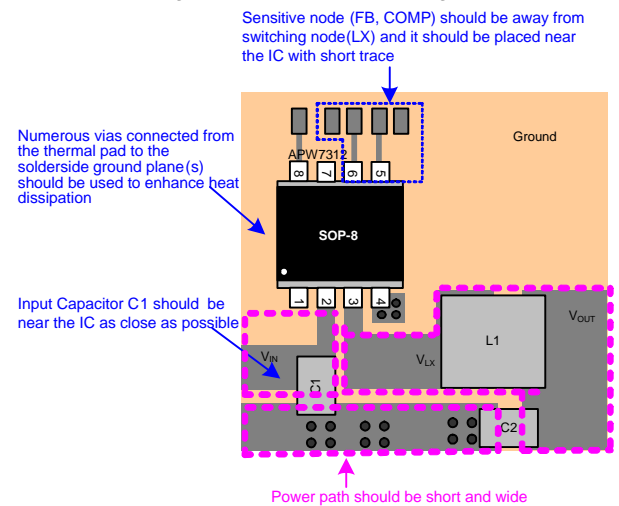 Sensitive node (FB, COMP) should be away from
switching node(LX) and it should be placed near
the IC with short trace
Ground
Numerous vias connected from
the thermal pad to the
solderside ground plane(s)
should be used to enhance heat
dissipation
APW7312
8 7 6 5
SOP-8
1 2 3 4
Input Capacitor C1 should be
near the IC as close as possible
VIN
C1
VLX
L1
VOUT
C2
Power path should be short and wide